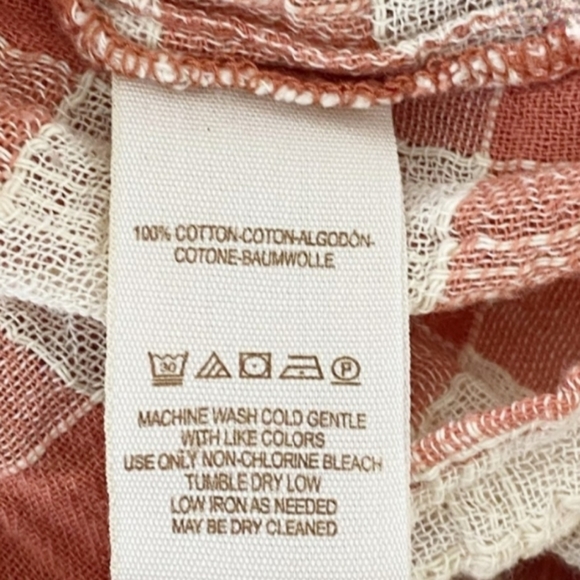 100% COTTON-COTON-ALGODÓN-
COTONE-BAUMWOLLE
30 P
MACHINE WASH COLD GENTLE
WITH LIKE COLORS
USE ONLY NON-CHLORINE BLEACH
TUMBLE DRY LOW
LOW IRON AS NEEDED
MAY BE DRY CLEANED